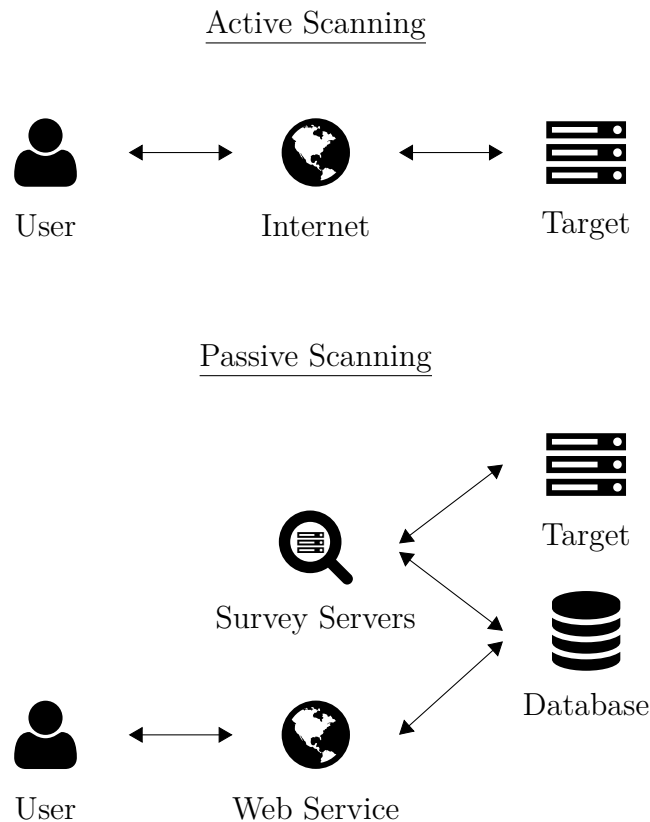 Active Scanning
User
Internet
Target
Passive Scanning
Target
Survey Servers
Database
User
Web Service